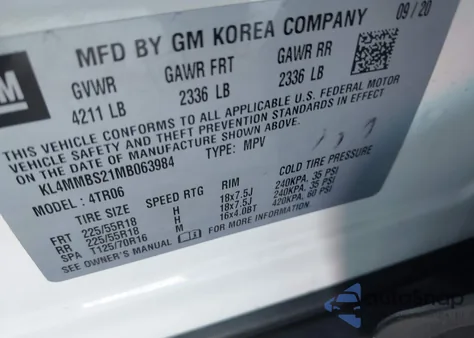 GM
MFD BY GM KOREA COMPANY 09/20
GVWR GAWR FRT GAWR RR
4211 LB 2336 LB 2336 LB
THIS VEHICLE CONFORMS TO ALL APPLICABLE U.S. FEDERAL MOTOR
VEHICLE SAFETY AND THEFT PREVENTION STANDARDS IN EFFECT ON
THE DATE OF MANUFACTURE SHOWN ABOVE.
KL4MMBS21MB063984 TYPE: MPV
MODEL: 4TR06
TIRE SIZE SPEED RTG RIM COLD TIRE PRESSURE
FRT 225/55R18 H 18x7.5J 240KPA, 35 PSI
RR 225/55R18 H 18x7.5J 240KPA, 35 PSI
SPA T125/70R16 M 16x4.0BT 420KPA, 60 PSI
SEE OWNER'S MANUAL